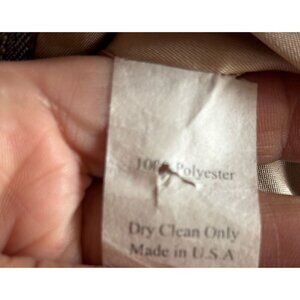 100% Polyester
Dry Clean Only
Made in U.S.A